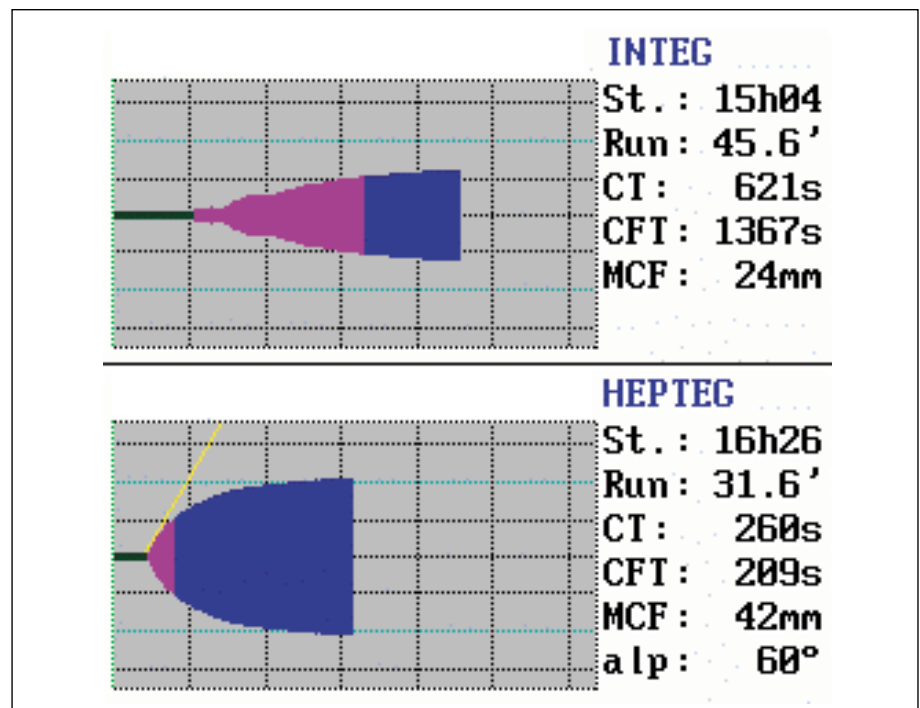 INTEG
St.: 15h04
Run: 45.6’
CT: 621s
CFT: 1367s
MCF: 24mm
HEPTEG
St.: 16h26
Run: 31.6’
CT: 260s
CFT: 209s
MCF: 42mm
alp: 60°